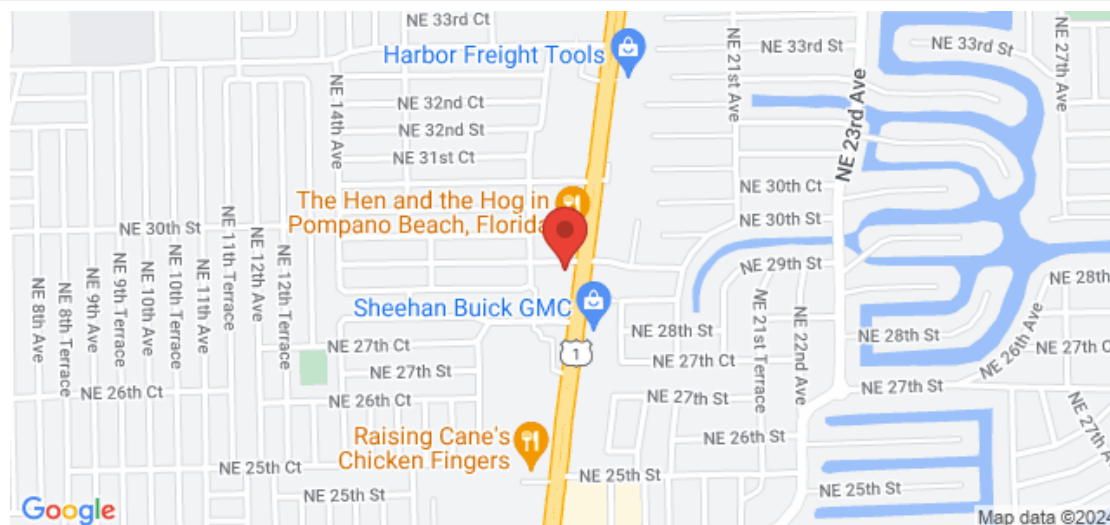 NE 33rd Ct
Harbor Freight Tools
NE 33rd St
NE 33rd St
NE 27th Ave
NE 21st Ave
NE 23rd Ave
NE 14th Ave
NE 32nd Ct
NE 32nd St
NE 31st Ct
The Hen and the Hog in
Pompano Beach, Florida
NE 30th Ct
NE 30th St
NE 30th St
NE 29th St
NE 8th Ave
NE 8th Terrace
NE 9th Ave
NE 9th Terrace
NE 10th Ave
NE 10th Terrace
NE 11th Ave
NE 11th Terrace
NE 12th Ave
NE 12th Terrace
Sheehan Buick GMC
1
NE 28th
NE 28th St
NE 28th St
NE 21st Terrace
NE 22nd Ave
NE 26th Ave
NE 27th Ct
NE 27th Ct
NE 27th C
NE 27th St
NE 27th St
NE 27th St
NE 26th Ct
NE 26th Ct
NE 27th A
NE 26th St
Raising Cane's
Chicken Fingers
NE 25th Ct
NE 25th St
NE 25th St
NE 25th St
Google
Map data ©2024